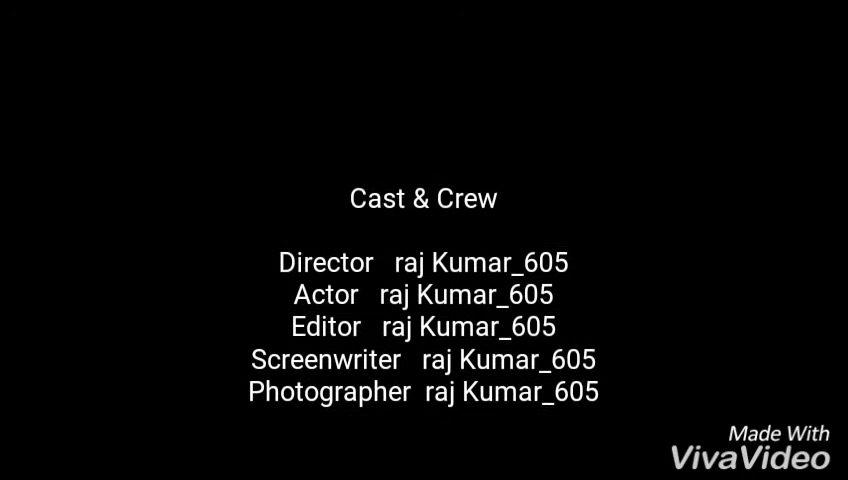 Cast & Crew
Director raj Kumar_605
Actor raj Kumar_605
Editor raj Kumar_605
Screenwriter raj Kumar_605
Photographer raj Kumar_605
Made With
VivaVideo